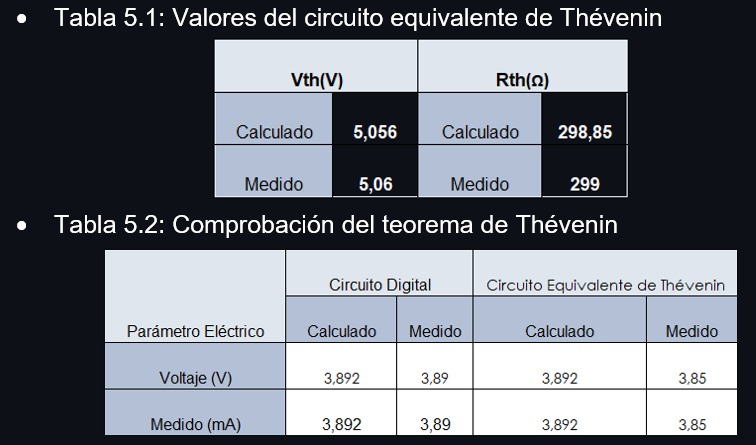 • Tabla 5.1: Valores del circuito equivalente de Thévenin
Vth(V) Rth(Ω)
Calculado 5,056 Calculado 298,85
Medido 5,06 Medido 299
• Tabla 5.2: Comprobación del teorema de Thévenin
Circuito Digital Circuito Equivalente de Thévenin
Parámetro Eléctrico Calculado Medido Calculado Medido
Voltaje (V) 3,892 3,89 3,892 3,85
Medido (mA) 3,892 3,89 3,892 3,85